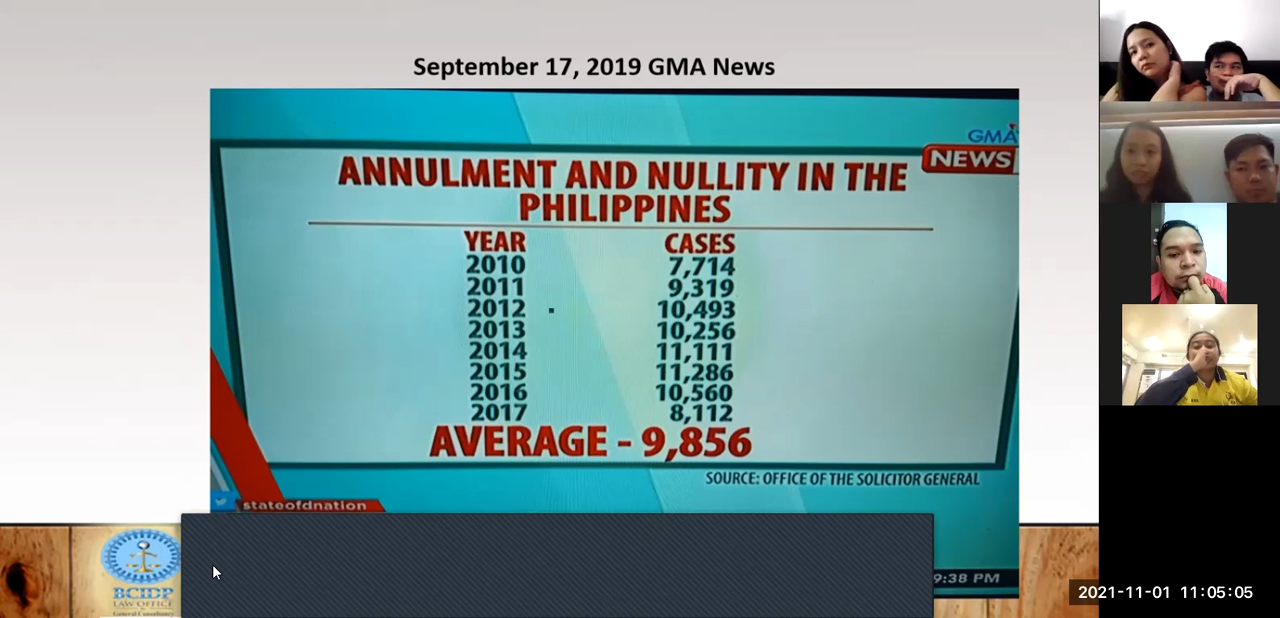 September 17, 2019 GMA News
GMA
NEWS
ANNULMENT AND NULLITY IN THE
PHILIPPINES
YEAR CASES
2010 7,714
2011 9,319
2012 10,493
2013 10,256
2014 11,111
2015 11,286
2016 10,560
2017 8,112
AVERAGE - 9,856
SOURCE: OFFICE OF THE SOLICITOR GENERAL
stateofdnation
BCIDP
LAW OFFICE
General Consultancy
9:38 PM
2021-11-01 11:05:05